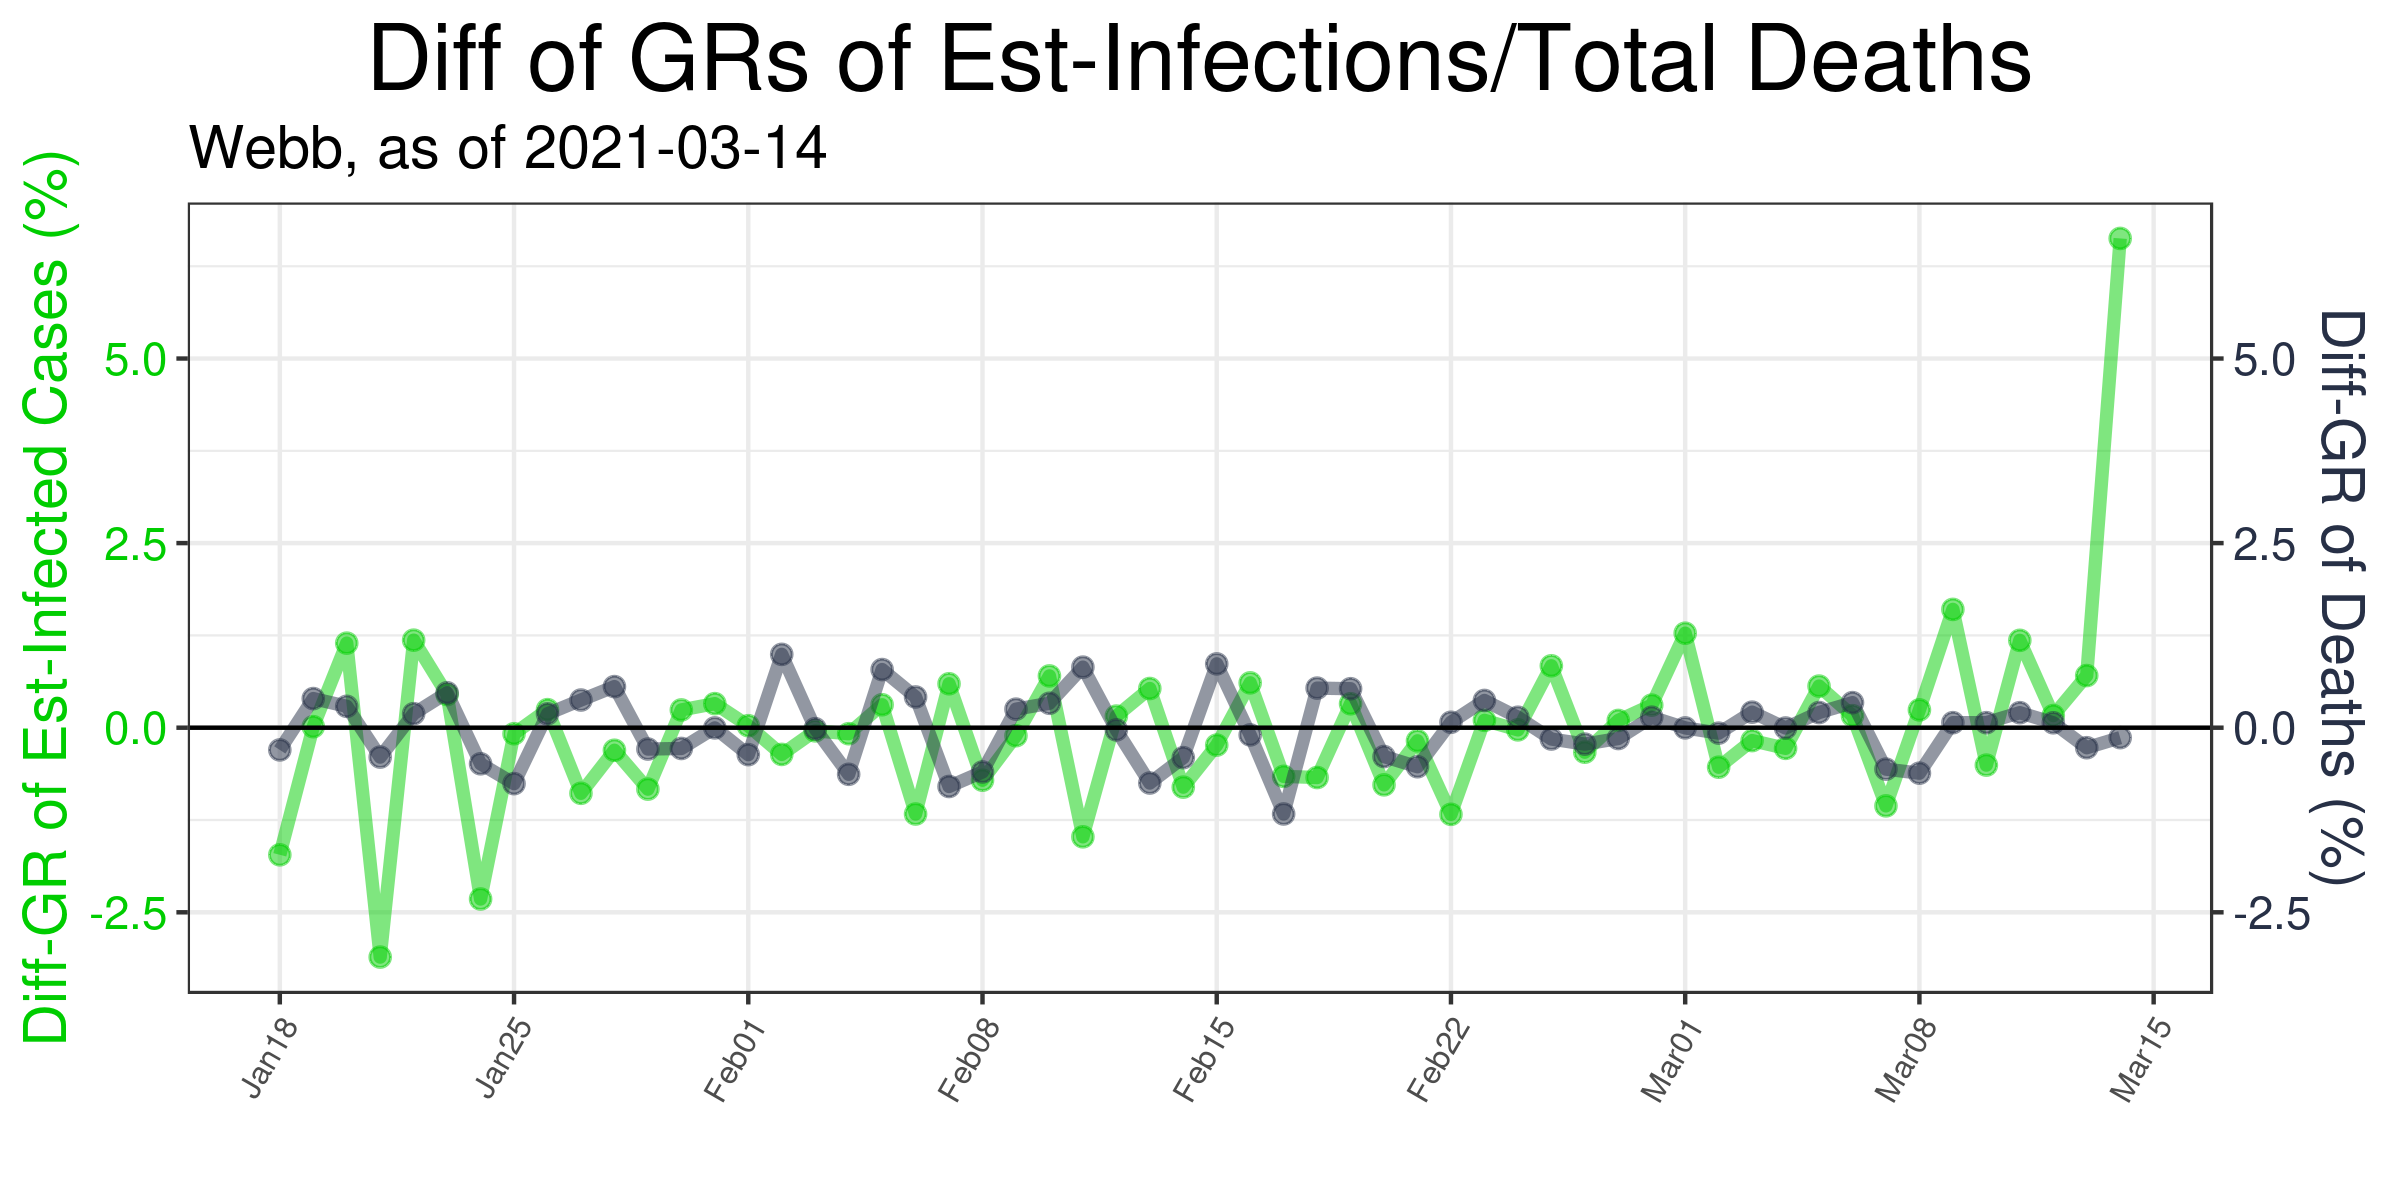 Diff of GRs of Est-Infections/Total Deaths
Webb, as of 2021-03-14
Diff-GR of Est-Infected Cases (%)
5.0
2.5
0.0
-2.5
5.0
2.5
0.0
-2.5
Diff-GR of Deaths (%)
Jan18
Jan25
Feb01
Feb08
Feb15
Feb22
Mar01
Mar08
Mar15